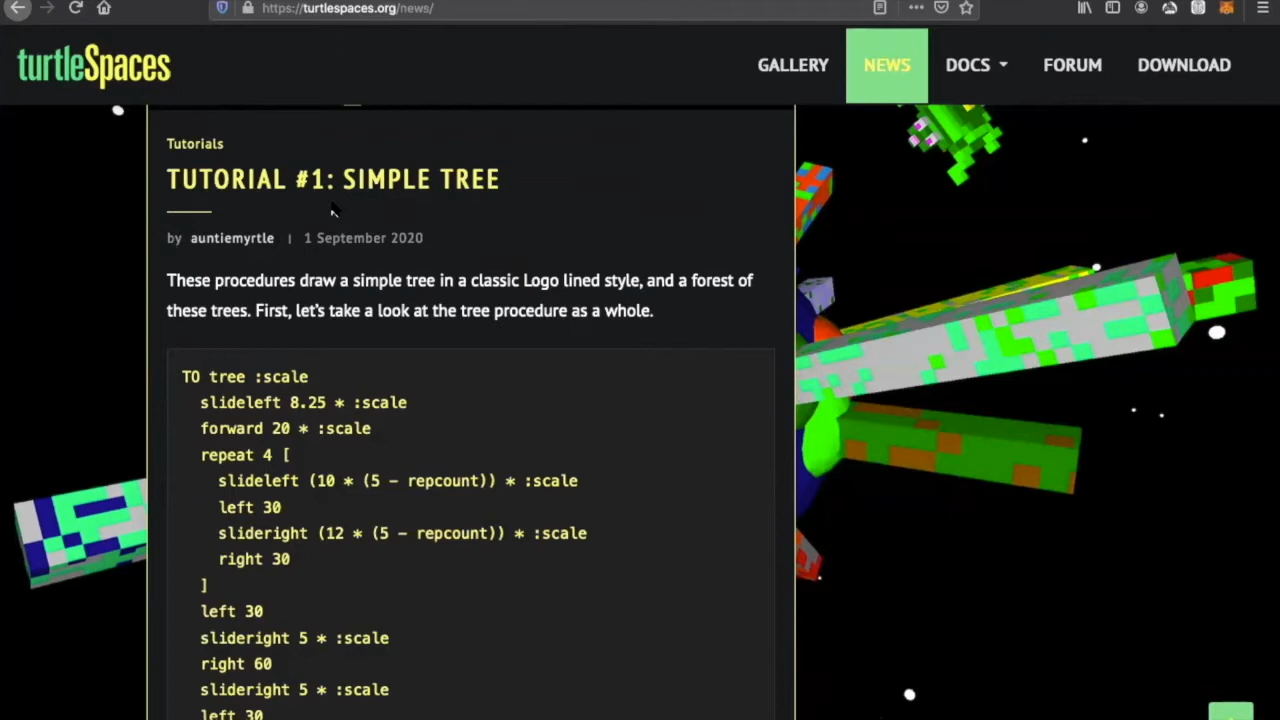 https://turtlespaces.org/news/
turtleSpaces
GALLERY
NEWS
DOCS
FORUM
DOWNLOAD
Tutorials
TUTORIAL #1: SIMPLE TREE
by auntiemyrtle | 1 September 2020
These procedures draw a simple tree in a classic Logo lined style, and a forest of
these trees. First, let's take a look at the tree procedure as a whole.
TO tree :scale
slideleft 8.25 * :scale
forward 20 * :scale
repeat 4 [
slideleft (10 * (5 - repcount)) * :scale
left 30
slideright (12 * (5 - repcount)) * :scale
right 30
]
left 30
slideright 5 * :scale
right 60
slideright 5 * :scale
left 30